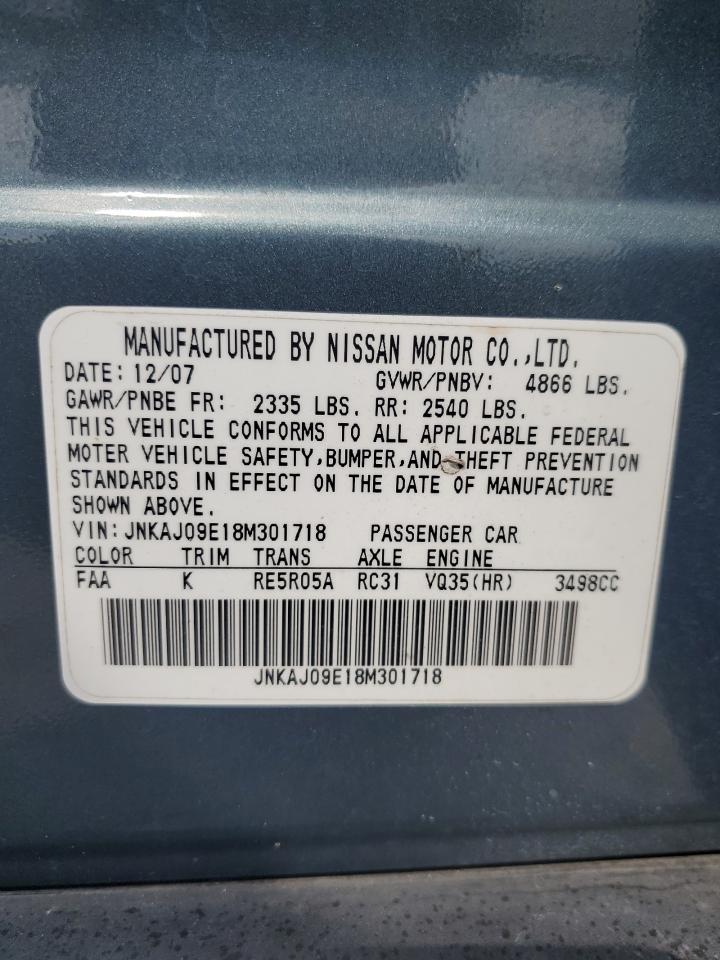 MANUFACTURED BY NISSAN MOTOR CO.,LTD.
DATE: 12/07 GVWR/PNBV: 4866 LBS.
GAWR/PNBE FR: 2335 LBS. RR: 2540 LBS.
THIS VEHICLE CONFORMS TO ALL APPLICABLE FEDERAL
MOTER VEHICLE SAFETY,BUMPER,AND THEFT PREVENTION
STANDARDS IN EFFECT ON THE DATE OF MANUFACTURE
SHOWN ABOVE.
VIN:JNKAJ09E18M301718 PASSENGER CAR
COLOR TRIM TRANS AXLE ENGINE
FAA K RE5R05A RC31 VQ35(HR) 3498CC
JNKAJ09E18M301718